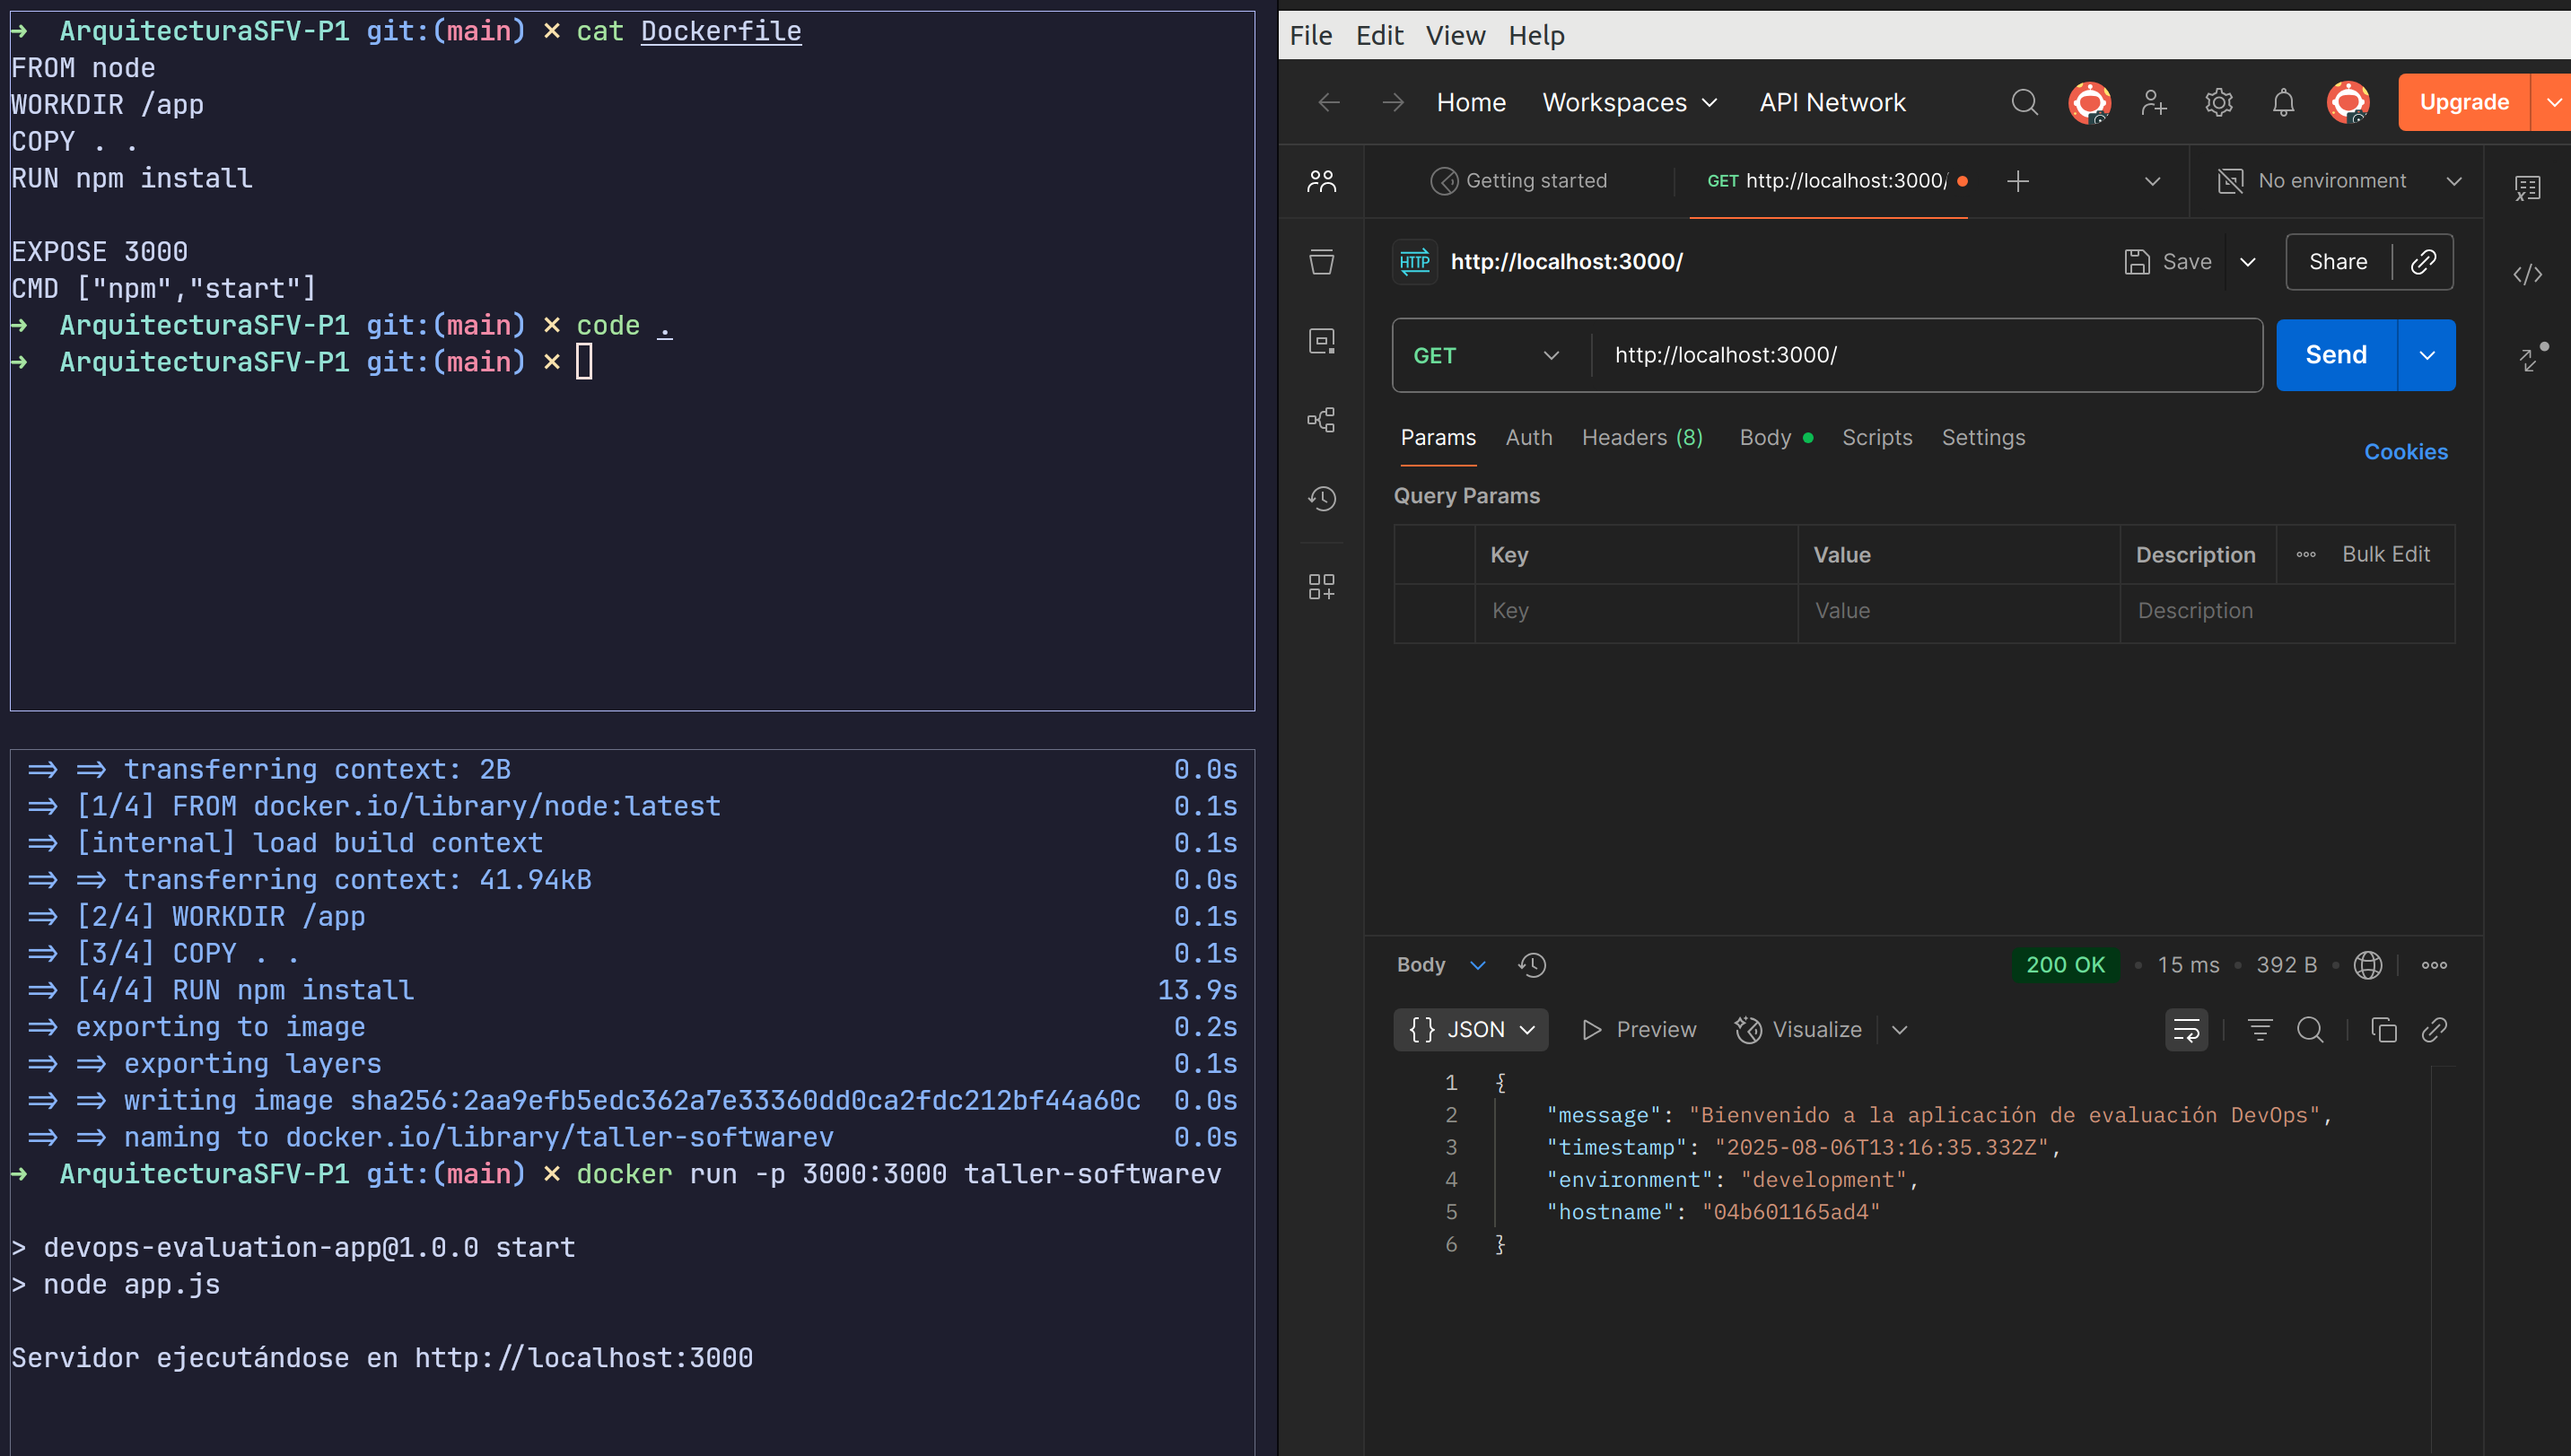 ➜ ArquitecturaSFV-P1 git:(main) ✗ cat Dockerfile
FROM node
WORKDIR /app
COPY . .
RUN npm install
EXPOSE 3000
CMD ["npm","start"]
➜ ArquitecturaSFV-P1 git:(main) ✗ code .
➜ ArquitecturaSFV-P1 git:(main) ✗
=> => transferring context: 2B 0.0s
=> [1/4] FROM docker.io/library/node:latest 0.1s
=> [internal] load build context 0.1s
=> => transferring context: 41.94kB 0.0s
=> [2/4] WORKDIR /app 0.1s
=> [3/4] COPY . . 0.1s
=> [4/4] RUN npm install 13.9s
=> exporting to image 0.2s
=> => exporting layers 0.1s
=> => writing image sha256:2aa9efb5edc362a7e33360dd0ca2fdc212bf44a60c 0.0s
=> => naming to docker.io/library/taller-softwarev 0.0s
➜ ArquitecturaSFV-P1 git:(main) ✗ docker run -p 3000:3000 taller-softwarev
> devops-evaluation-app@1.0.0 start
> node app.js
Servidor ejecutándose en http://localhost:3000
File Edit View Help
Home Workspaces API Network Upgrade
Getting started GET http://localhost:3000/ No environment
HTTP http://localhost:3000/ Save Share
GET http://localhost:3000/ Send
Params Auth Headers (8) Body Scripts Settings Cookies
Query Params
Key Value Description Bulk Edit
Key Value Description
Body 200 OK 15 ms 392 B
{} JSON Preview Visualize
1 {
2 "message": "Bienvenido a la aplicación de evaluación DevOps",
3 "timestamp": "2025-08-06T13:16:35.332Z",
4 "environment": "development",
5 "hostname": "04b601165ad4"
6 }